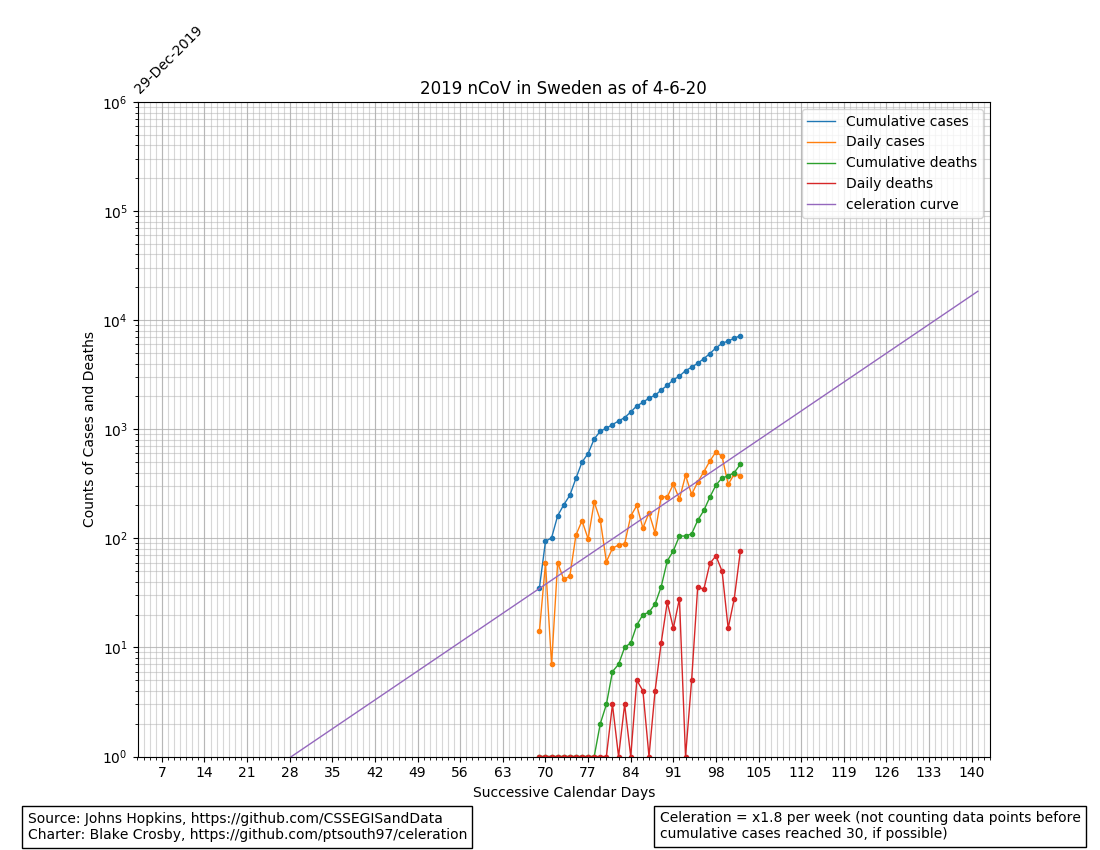 29-Dec-2019
2019 nCoV in Sweden as of 4-6-20
10^6
10^5
10^4
10^3
10^2
10^1
10^0
Counts of Cases and Deaths
Cumulative cases
Daily cases
Cumulative deaths
Daily deaths
celeration curve
7 14 21 28 35 42 49 56 63 70 77 84 91 98 105 112 119 126 133 140
Successive Calendar Days
Source: Johns Hopkins, https://github.com/CSSEGISandData
Charter: Blake Crosby, https://github.com/ptsouth97/celeration
Celeration = x1.8 per week (not counting data points before
cumulative cases reached 30, if possible)